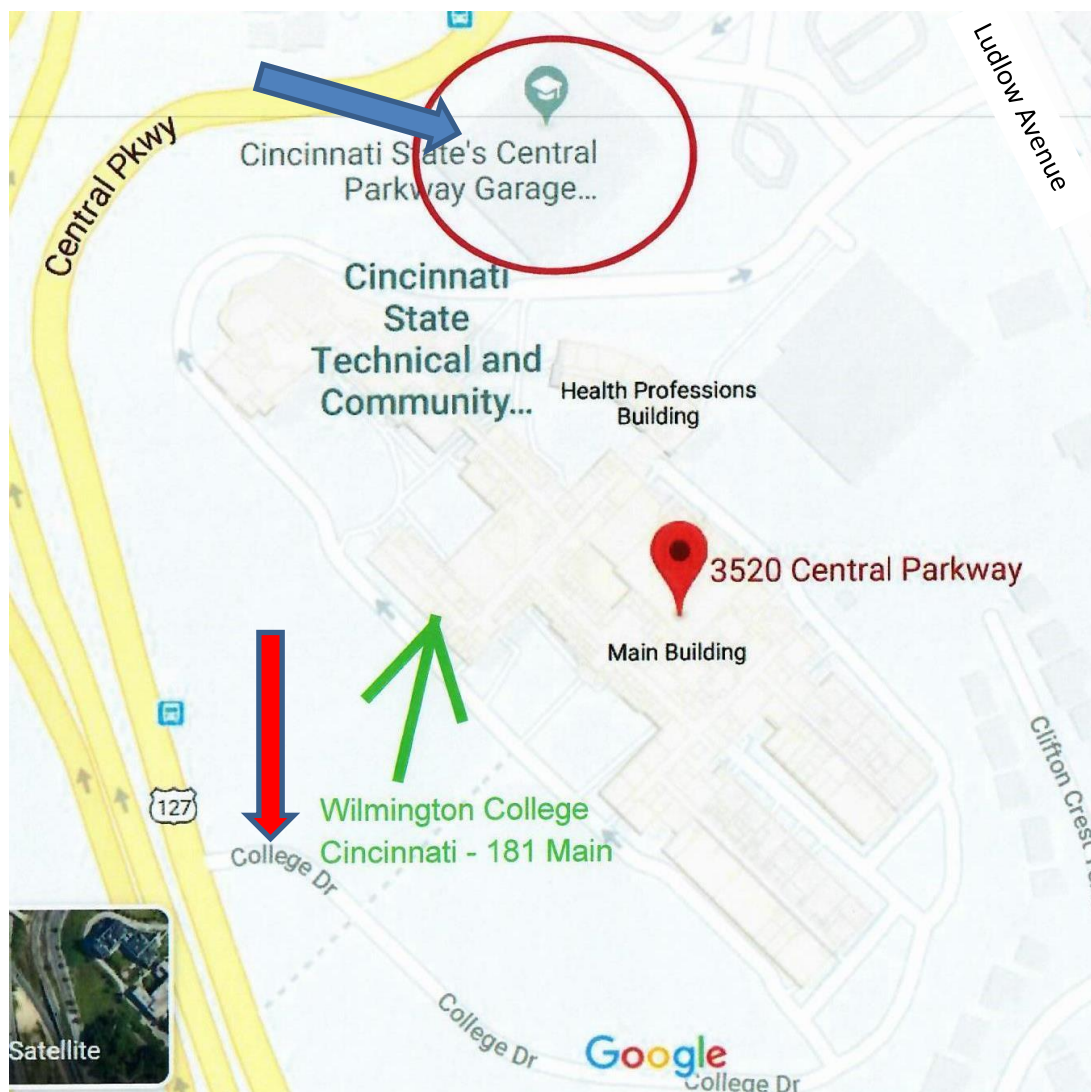 Ludlow Avenue
Central Pkwy
Cincinnati State's Central
Parkway Garage...
Cincinnati
State
Technical and
Community...
Health Professions
Building
3520 Central Parkway
Main Building
127
Wilmington College
Cincinnati - 181 Main
College Dr
Clifton Crest
College Dr
Google
College Dr
Satellite